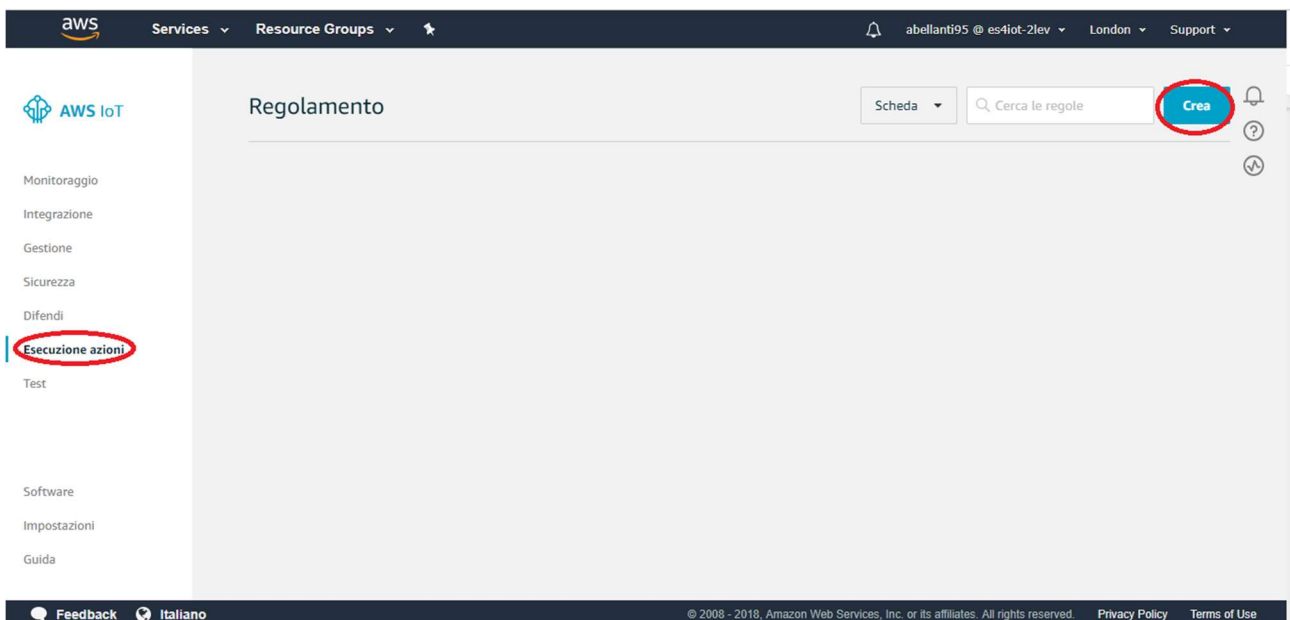 aws Services Resource Groups abellanti95 @ es4iot-2lev London Support
AWS IoT
Regolamento Scheda Cerca le regole Crea
Monitoraggio
Integrazione
Gestione
Sicurezza
Difendi
Esecuzione azioni
Test
Software
Impostazioni
Guida
Feedback Italiano © 2008 - 2018, Amazon Web Services, Inc. or its affiliates. All rights reserved. Privacy Policy Terms of Use